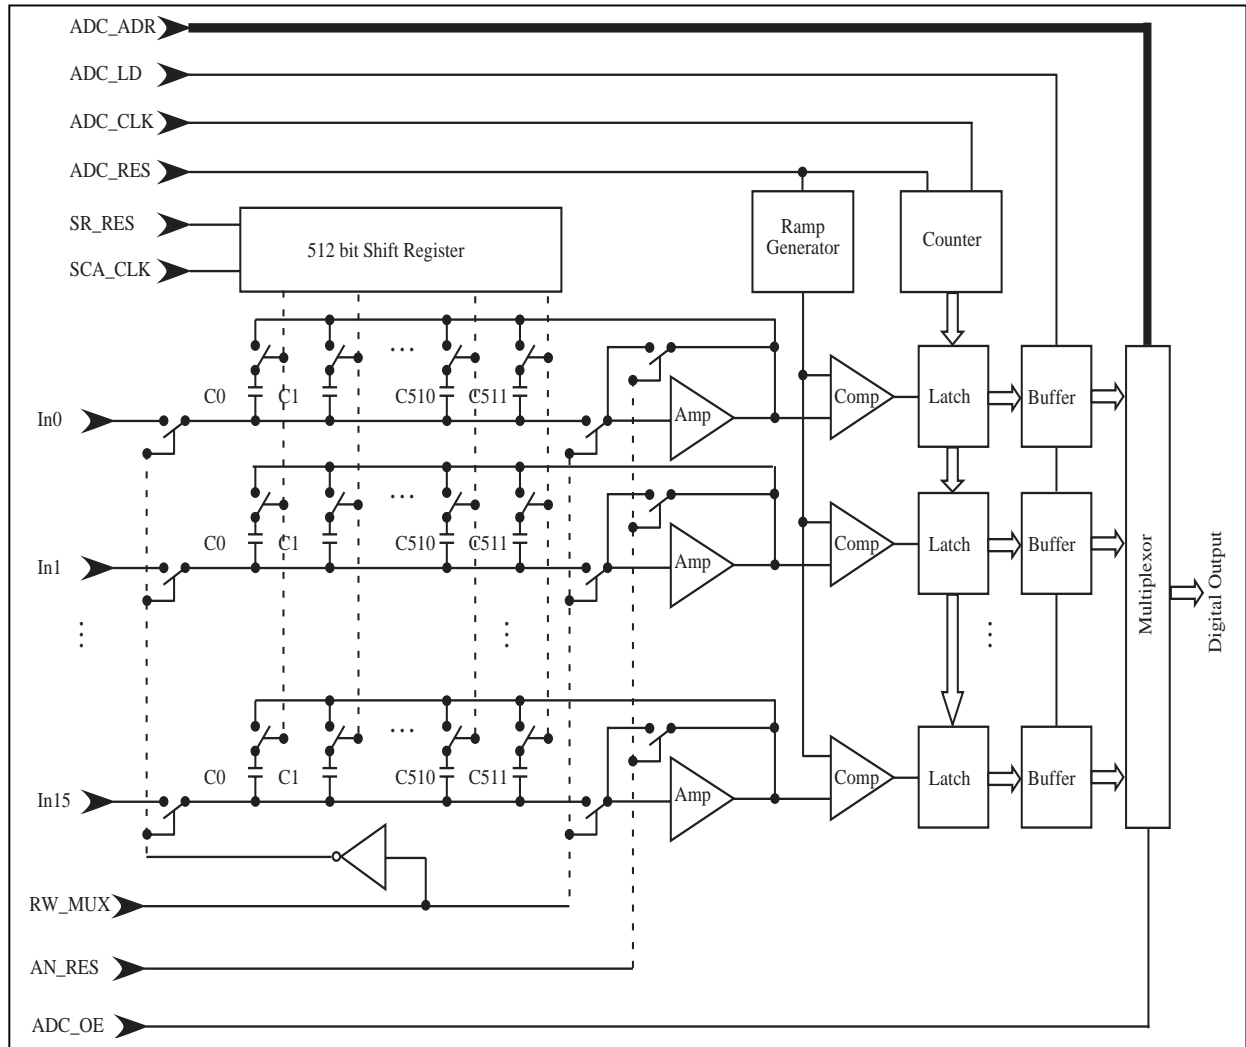 ADC_ADR
ADC_LD
ADC_CLK
ADC_RES
SR_RES
SCA_CLK
512 bit Shift Register
Ramp
Generator
Counter
C0
C1
...
C510
C511
In0
Amp
Comp
Latch
Buffer
C0
C1
...
C510
C511
In1
Amp
Comp
Latch
Buffer
...
...
...
C0
C1
...
C510
C511
In15
Amp
Comp
Latch
Buffer
Multiplexor
Digital Output
RW_MUX
AN_RES
ADC_OE